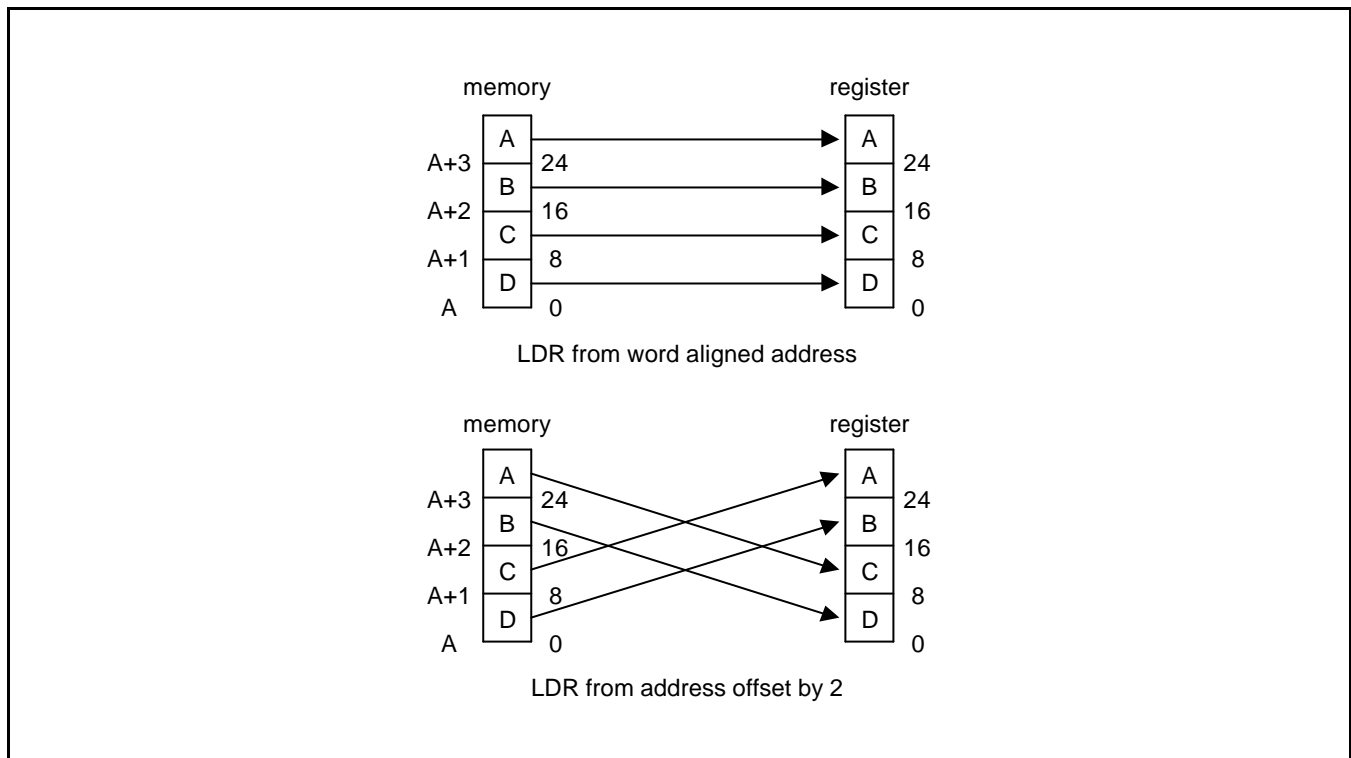 memory register
A A
A+3 24 24
B B
A+2 16 16
C C
A+1 8 8
D D
A 0 0
LDR from word aligned address
memory register
A A
A+3 24 24
B B
A+2 16 16
C C
A+1 8 8
D D
A 0 0
LDR from address offset by 2